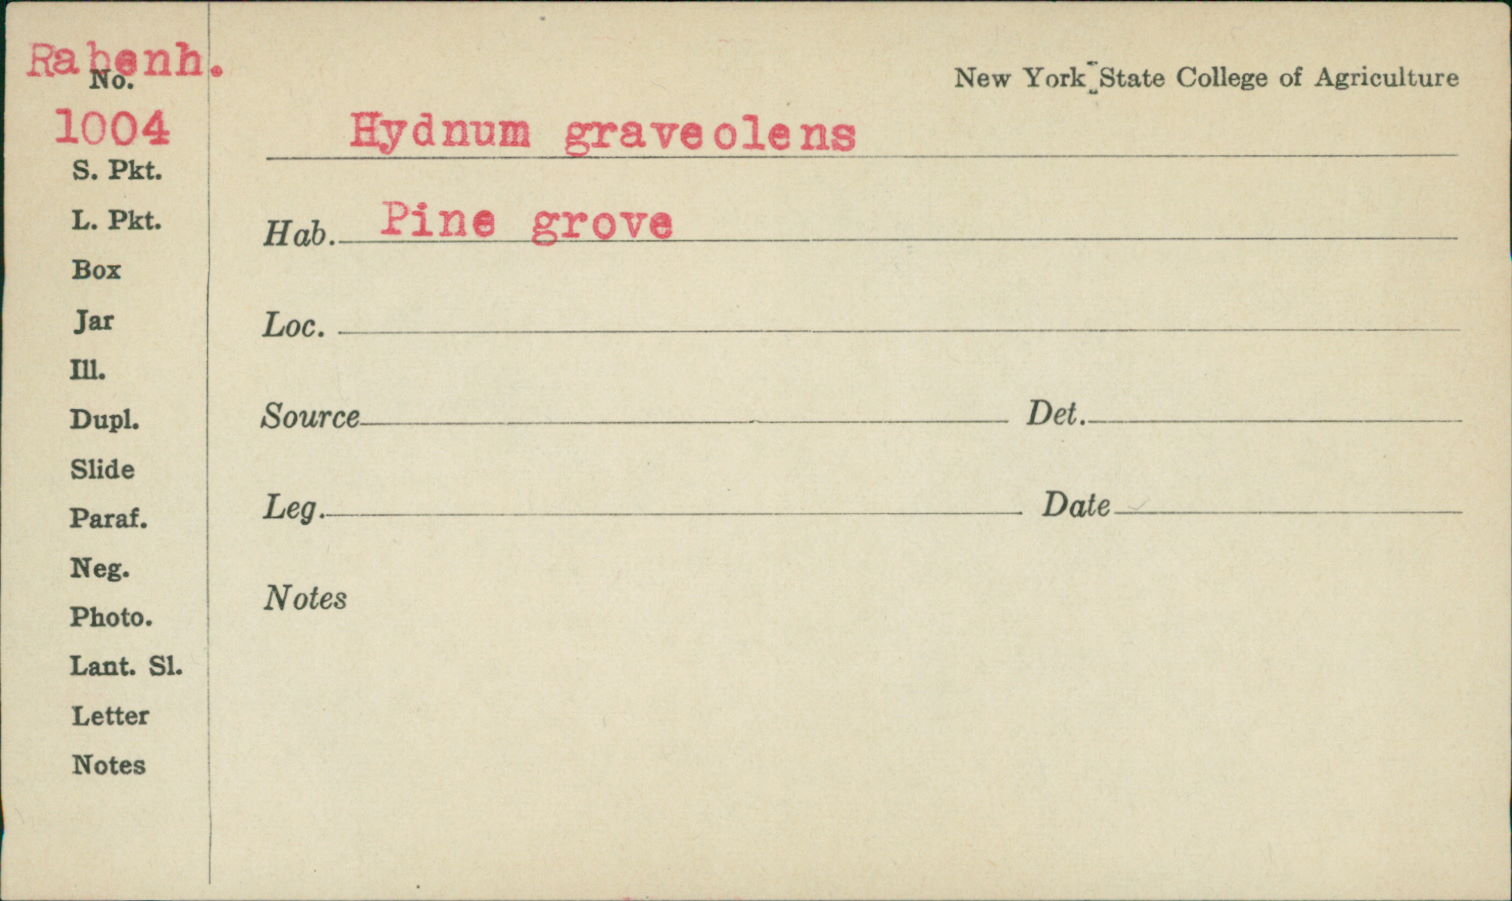 Rabenh.
No.
1004
New York State College of Agriculture
Hydnum graveolens
S. Pkt.
L. Pkt.
Hab. Pine grove
Box
Jar
Loc.
Ill.
Dupl.
Source Det.
Slide
Paraf.
Leg. Date
Neg.
Photo.
Notes
Lant. Sl.
Letter
Notes